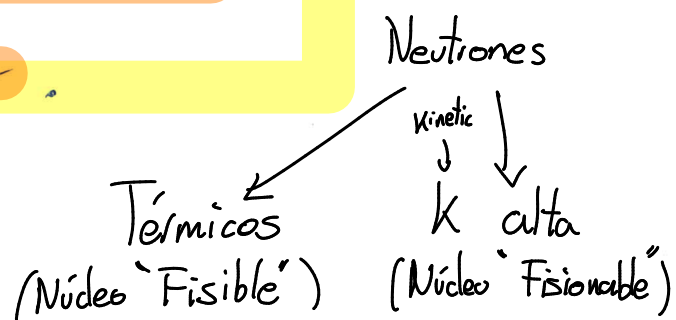 Neutrones
Kinetic
Térmicos
k alta
(Núcleo "Fisible")
(Núcleo "Fisionable")